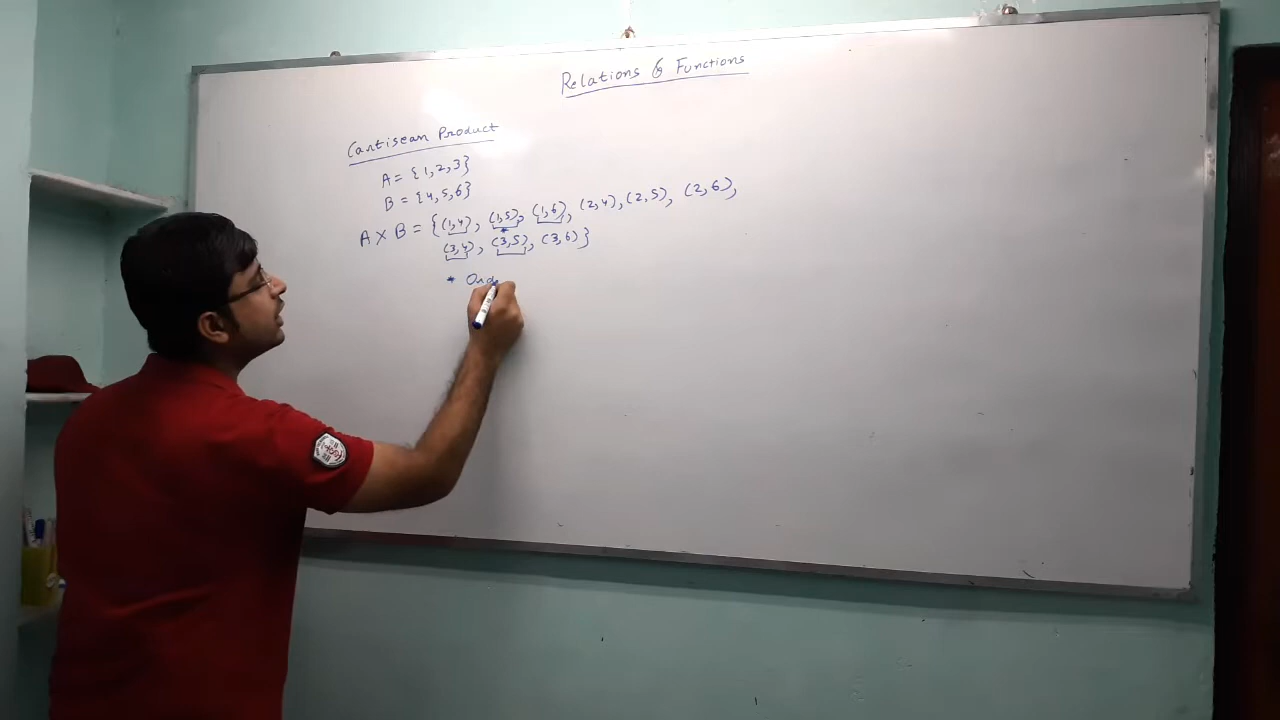 Relations & Functions
Cartisean Product
A = {1,2,3}
B = {4,5,6}
A X B = {(1,4), (1,5), (1,6), (2,4), (2,5), (2,6),
(3,4), (3,5), (3,6)}
* Orde